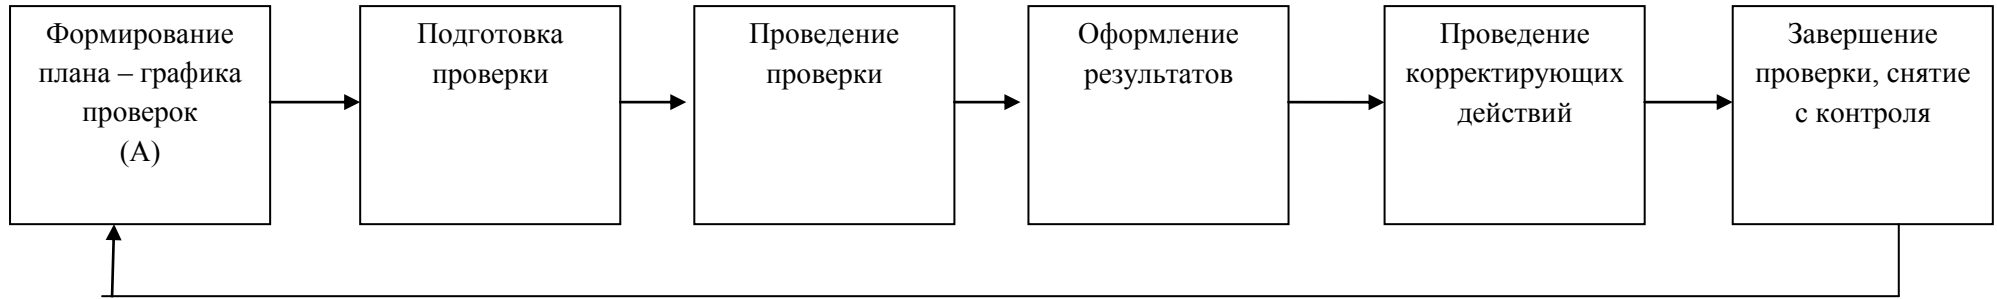 Формирование
плана – графика
проверок
(А)
Подготовка
проверки
Проведение
проверки
Оформление
результатов
Проведение
корректирующих
действий
Завершение
проверки, снятие
с контроля